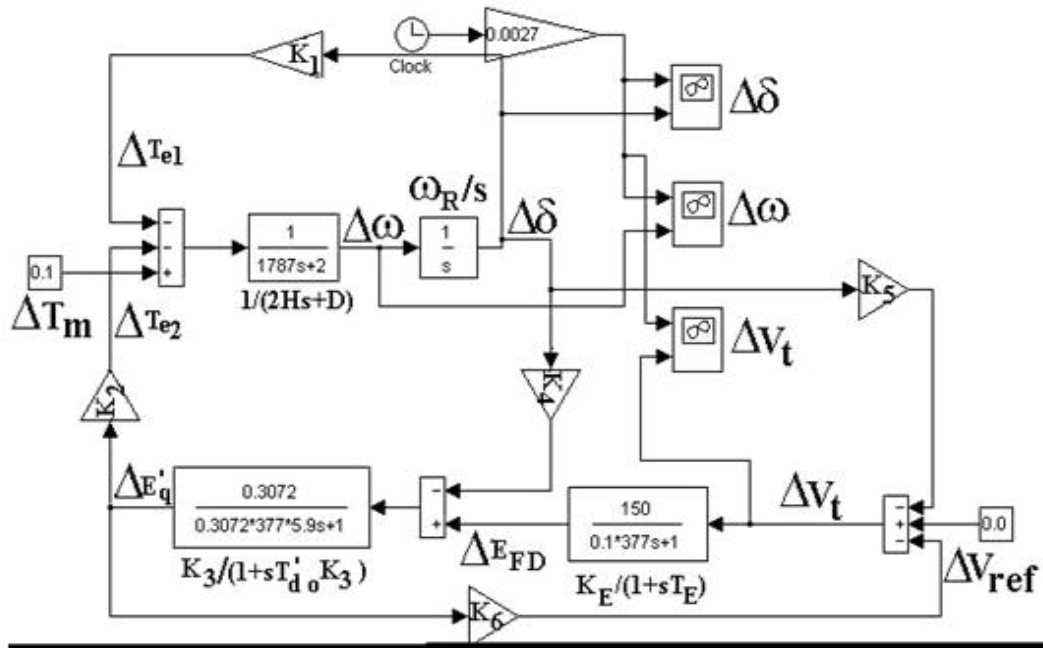 K1
0.0027
Clock
Δδ
ΔTe1
ωR/s
Δω
1
1787s+2
Δω
1
s
Δδ
0.1
ΔTm
1/(2Hs+D)
ΔTe2
K5
ΔVt
K2
K4
ΔE'q
0.3072
0.3072*377*5.9s+1
K3/(1+sT'do K3)
ΔEFD
150
0.1*377s+1
KE/(1+sTE)
ΔVt
0.0
ΔVref
K6